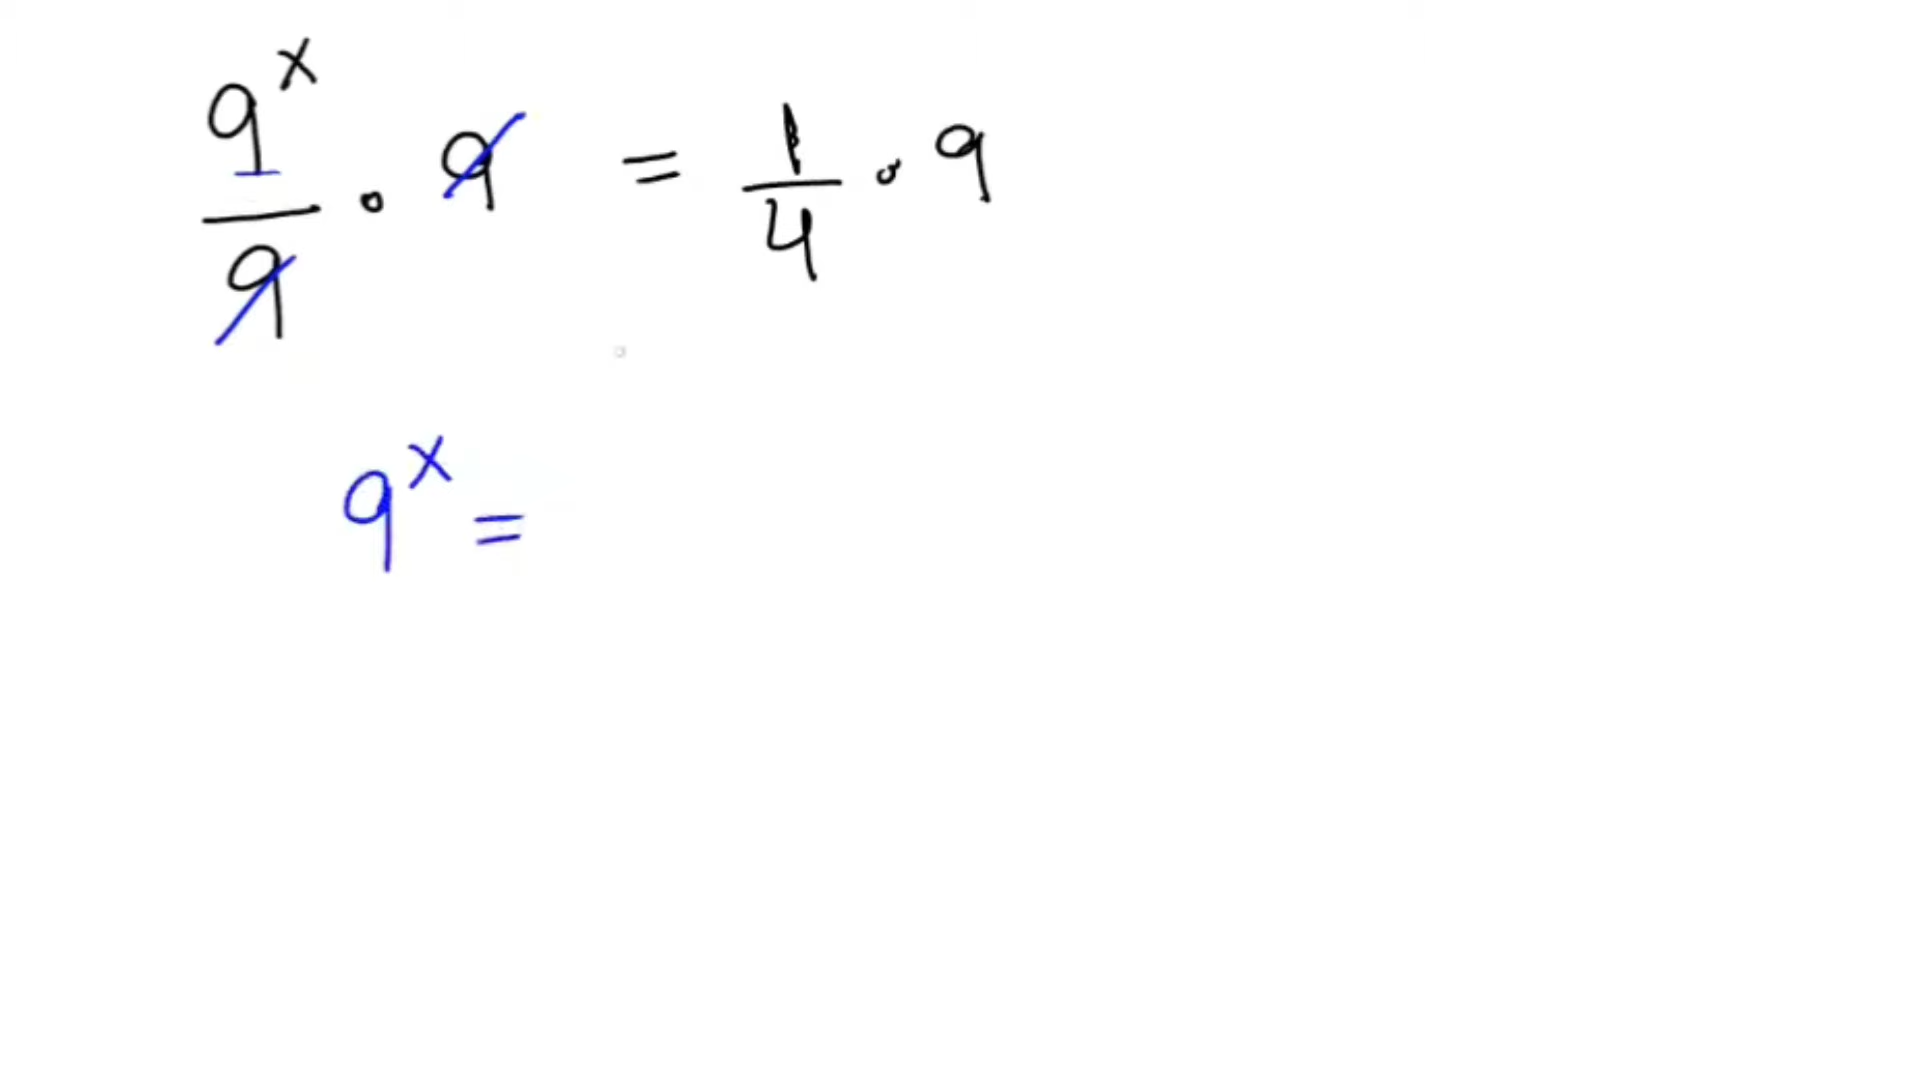 9^x/9 · 9 = 1/4 · 9
9^x =